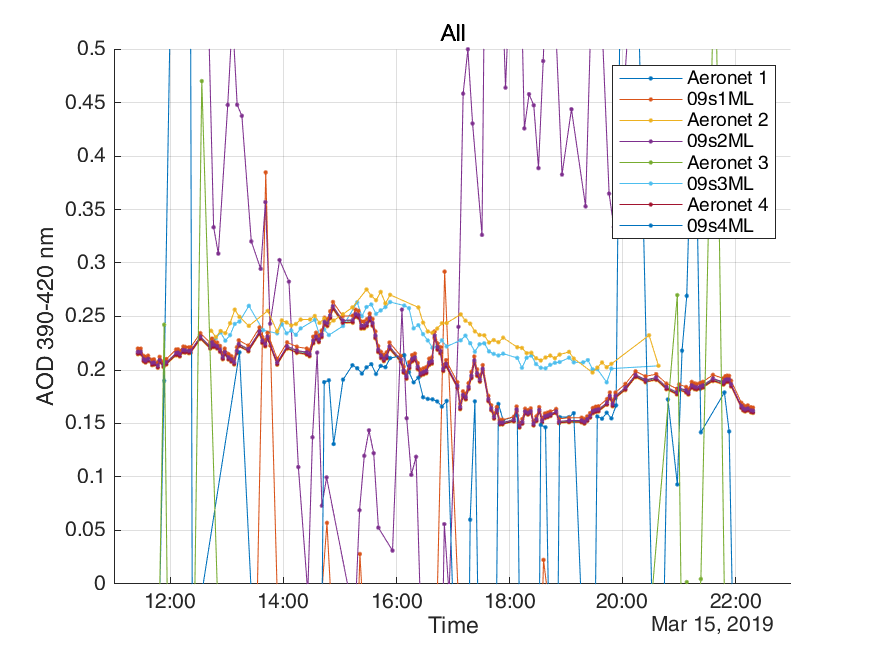 All
0.5
0.45
0.4
0.35
0.3
0.25
0.2
0.15
0.1
0.05
0
AOD 390-420 nm
Aeronet 1
09s1ML
Aeronet 2
09s2ML
Aeronet 3
09s3ML
Aeronet 4
09s4ML
12:00 14:00 16:00 18:00 20:00 22:00
Time
Mar 15, 2019